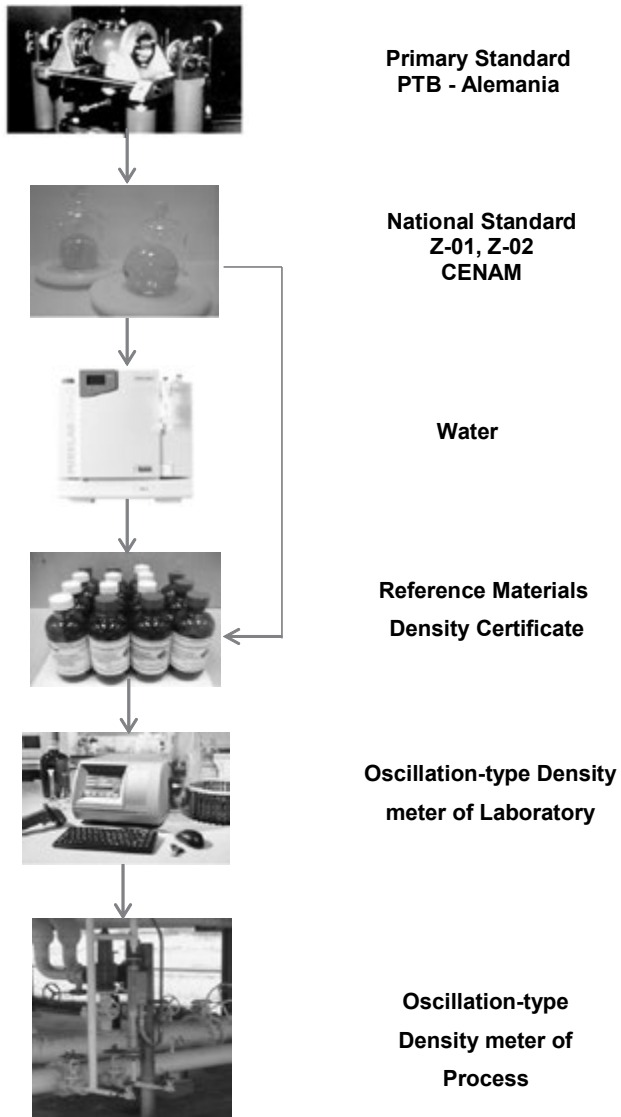 Primary Standard
PTB - Alemania
National Standard
Z-01, Z-02
CENAM
Water
Reference Materials
Density Certificate
Oscillation-type Density
meter of Laboratory
Oscillation-type
Density meter of
Process